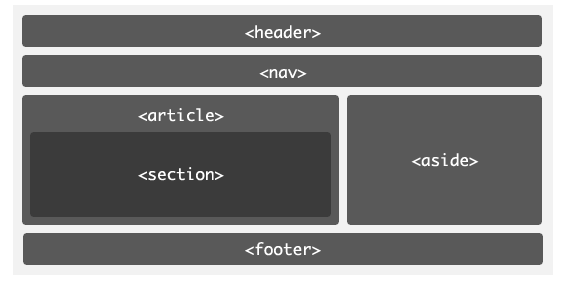 <header>
<nav>
<article>
<section>
<aside>
<footer>